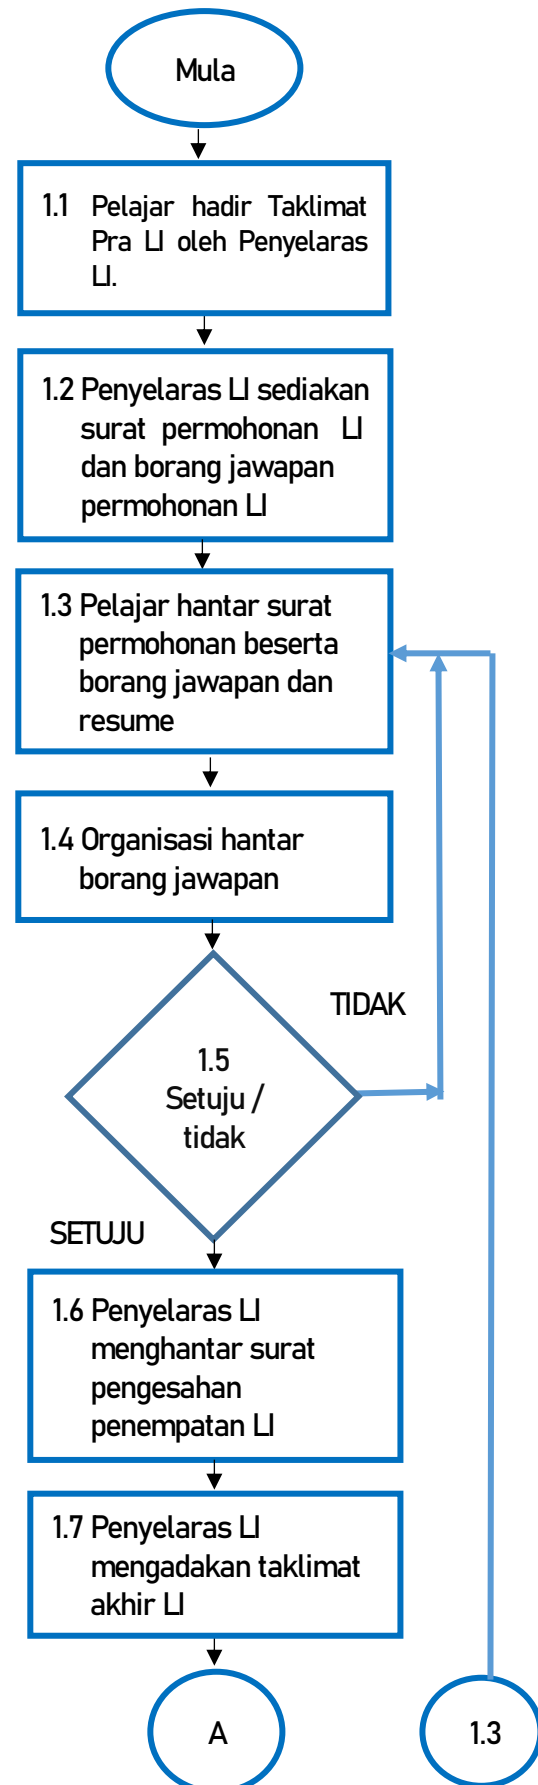 Mula
1.1 Pelajar hadir Taklimat
Pra LI oleh Penyelaras
LI.
1.2 Penyelaras LI sediakan
surat permohonan LI
dan borang jawapan
permohonan LI
1.3 Pelajar hantar surat
permohonan beserta
borang jawapan dan
resume
1.4 Organisasi hantar
borang jawapan
TIDAK
1.5
Setuju /
tidak
SETUJU
1.6 Penyelaras LI
menghantar surat
pengesahan
penempatan LI
1.7 Penyelaras LI
mengadakan taklimat
akhir LI
A
1.3